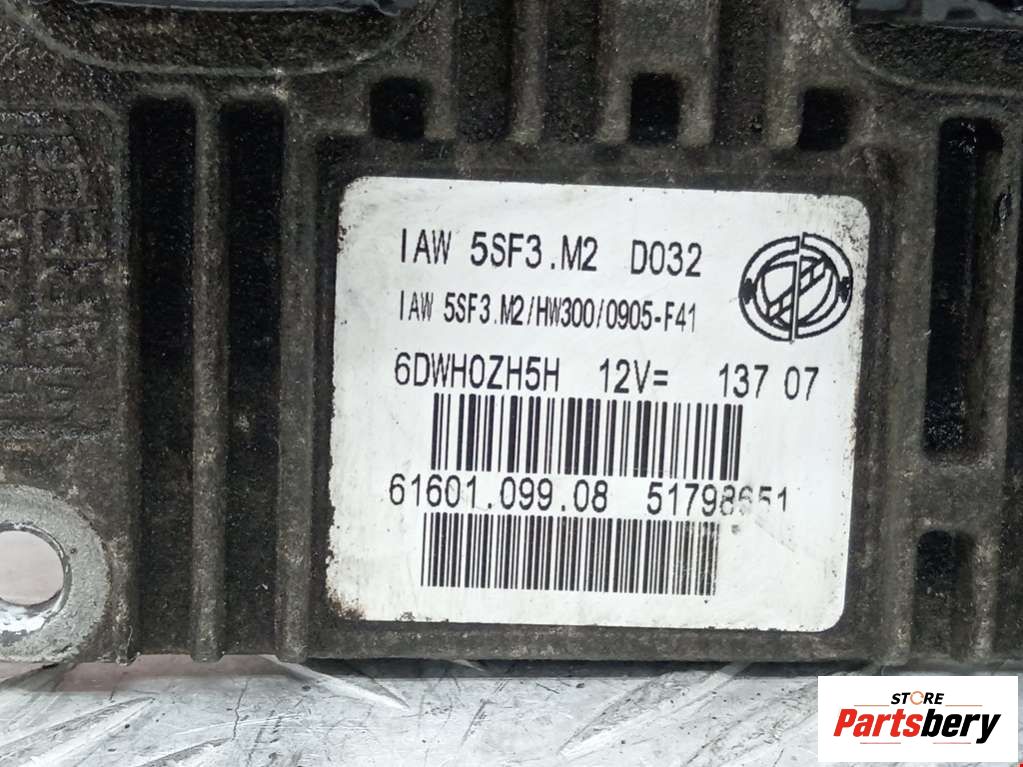 IAW 5SF3.M2 D032
IAW 5SF3.M2/HW300/0905-F41
6DWH0ZH5H 12V= 137 07
61601.099.08 51798651
STORE
Partsbery